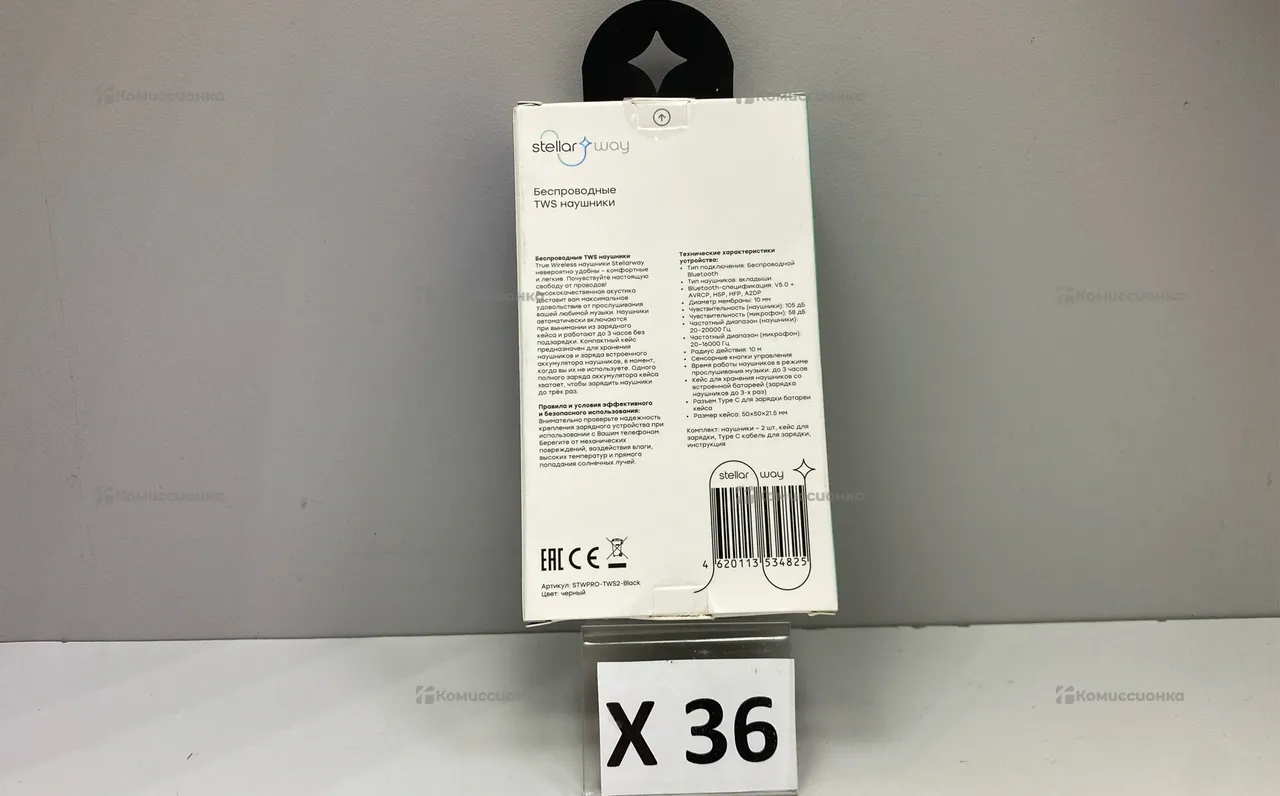 stellar way
Беспроводные
TWS наушники
Беспроводные TWS наушники
True Wireless наушники Stellarway
невероятно удобны – комфортные
и легкие. Почувствуйте настоящую
свободу от проводов!
Высококачественная акустика
доставит вам максимальное
удовольствие от прослушивания
вашей любимой музыки. Наушники
автоматически включаются
при вынимании из зарядного
кейса и работают до 3 часов без
подзарядки. Компактный кейс
предназначен для хранения
наушников и заряда встроенного
аккумулятора наушников, в момент,
когда вы их не используете. Одного
полного заряда аккумулятора кейса
хватает, чтобы зарядить наушники
до трёх раз.
Правила и условия эффективного
и безопасного использования:
Внимательно проверьте надежность
крепления зарядного устройства при
использовании с Вашим телефоном.
Берегите от механических
повреждений, воздействия влаги,
высоких температур и прямого
попадания солнечных лучей.
Технические характеристики
устройства:
• Тип подключения: Беспроводной
Bluetooth
• Тип наушников: вкладыши
• Bluetooth-спецификация: V5.0 +
AVRCP, HSP, HFP, A2DP
• Диаметр мембраны: 10 мм
• Чувствительность (наушники): 105 дБ
• Чувствительность (микрофон): 58 дБ
• Частотный диапазон (наушники):
20-20000 Гц
• Частотный диапазон (микрофон):
20-16000 Гц
• Радиус действия: 10 м
• Сенсорные кнопки управления
• Время работы наушников в режиме
прослушивания музыки: до 3 часов
• Кейс для хранения наушников со
встроенной батареей (зарядка
наушников до 3-х раз)
• Разъем Type C для зарядки батареи
кейса
• Размер кейса: 50×50×21.5 мм
Комплект: наушники – 2 шт, кейс для
зарядки, Type C кабель для зарядки,
инструкция
stellar way
4 620113 534825
EAC CE
Артикул: STWPRO-TWS2-Black
Цвет: черный
X 36
Комиссионка
Комиссионка
Комиссионка
Комиссионка
Комиссионка
Комиссионка
Комиссионка
Комиссионка